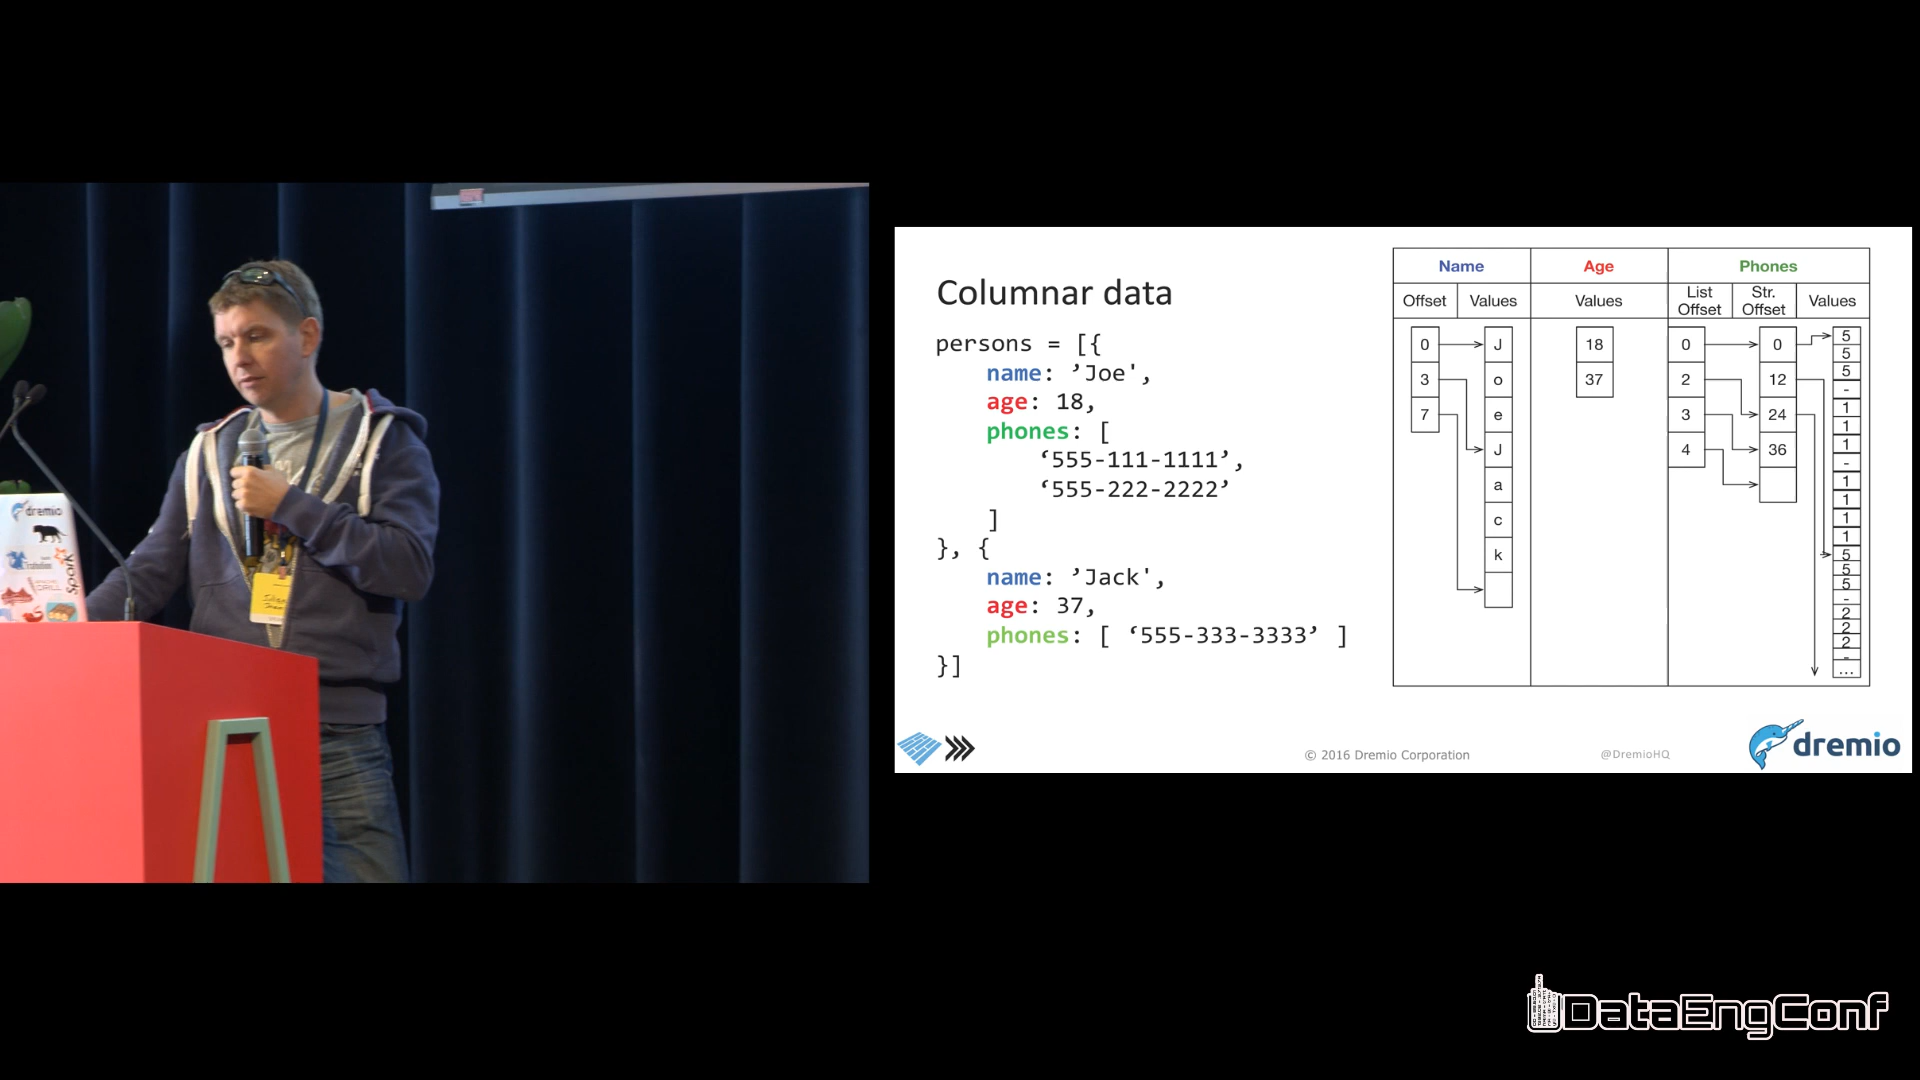 dremio
Spark
Columnar data
persons = [{
name: ’Joe',
age: 18,
phones: [
‘555-111-1111’,
‘555-222-2222’
]
}, {
name: ’Jack',
age: 37,
phones: [ ‘555-333-3333’ ]
}]
Name Age Phones
Offset Values Values List Offset Str. Offset Values
0 J 18 0 0 5
5
3 o 37 2 12 5
-
7 e 3 24 1
1
J 4 36 1
-
a 1
1
c 1
1
k 5
5
5
-
2
2
2
-
...
© 2016 Dremio Corporation
@DremioHQ
dremio
DataEngConf